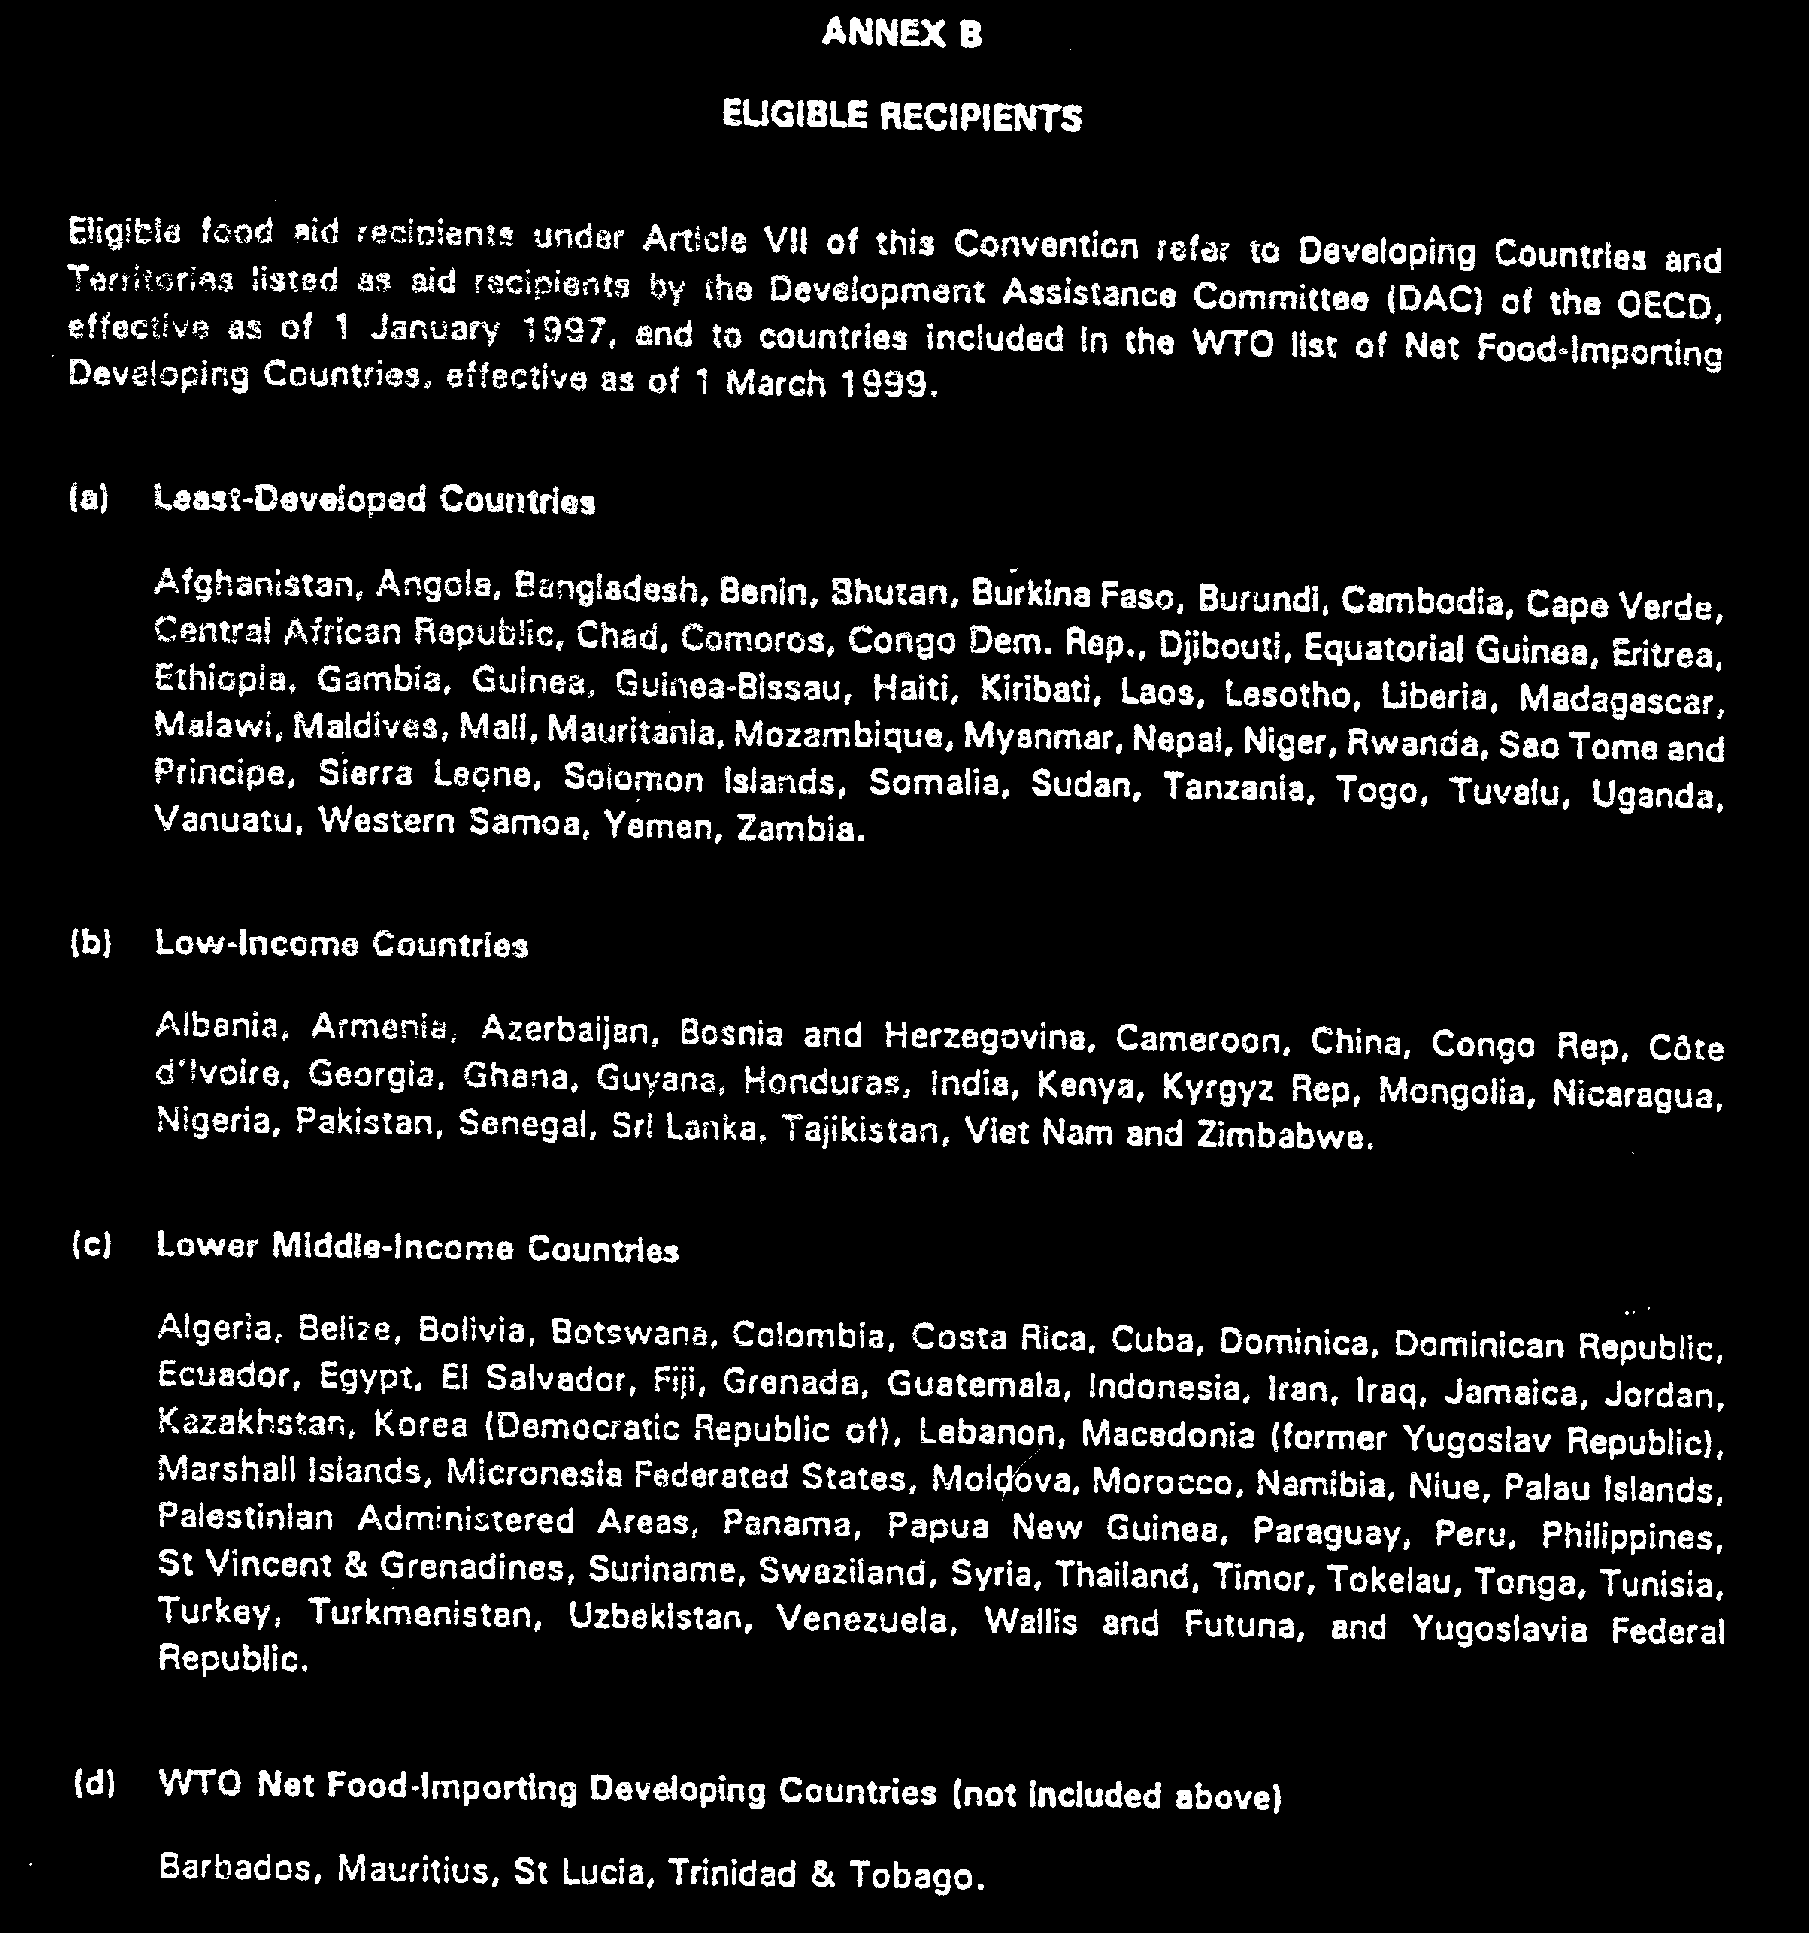 ANNEX B
ELIGIBLE RECIPIENTS
Eligible food aid recipients under Article VII of this Convention refer to Developing Countries and
Territories listed as aid recipients by the Development Assistance Committee (DAC) of the OECD,
effective as of 1 January 1997, and to countries included in the WTO list of Net Food-Importing
Developing Countries, effective as of 1 March 1999.
(a) Least-Developed Countries
Afghanistan, Angola, Bangladesh, Benin, Bhutan, Burkina Faso, Burundi, Cambodia, Cape Verde,
Central African Republic, Chad, Comoros, Congo Dem. Rep., Djibouti, Equatorial Guinea, Eritrea,
Ethiopia, Gambia, Guinea, Guinea-Bissau, Haiti, Kiribati, Laos, Lesotho, Liberia, Madagascar,
Malawi, Maldives, Mali, Mauritania, Mozambique, Myanmar, Nepal, Niger, Rwanda, Sao Tome and
Principe, Sierra Leone, Solomon Islands, Somalia, Sudan, Tanzania, Togo, Tuvalu, Uganda,
Vanuatu, Western Samoa, Yemen, Zambia.
(b) Low-Income Countries
Albania, Armenia, Azerbaijan, Bosnia and Herzegovina, Cameroon, China, Congo Rep, Côte
d'Ivoire, Georgia, Ghana, Guyana, Honduras, India, Kenya, Kyrgyz Rep, Mongolia, Nicaragua,
Nigeria, Pakistan, Senegal, Sri Lanka, Tajikistan, Viet Nam and Zimbabwe.
(c) Lower Middle-Income Countries
Algeria, Belize, Bolivia, Botswana, Colombia, Costa Rica, Cuba, Dominica, Dominican Republic,
Ecuador, Egypt, El Salvador, Fiji, Grenada, Guatemala, Indonesia, Iran, Iraq, Jamaica, Jordan,
Kazakhstan, Korea (Democratic Republic of), Lebanon, Macedonia (former Yugoslav Republic),
Marshall Islands, Micronesia Federated States, Moldova, Morocco, Namibia, Niue, Palau Islands,
Palestinian Administered Areas, Panama, Papua New Guinea, Paraguay, Peru, Philippines,
St Vincent & Grenadines, Suriname, Swaziland, Syria, Thailand, Timor, Tokelau, Tonga, Tunisia,
Turkey, Turkmenistan, Uzbekistan, Venezuela, Wallis and Futuna, and Yugoslavia Federal
Republic.
(d) WTO Net Food-Importing Developing Countries (not included above)
Barbados, Mauritius, St Lucia, Trinidad & Tobago.